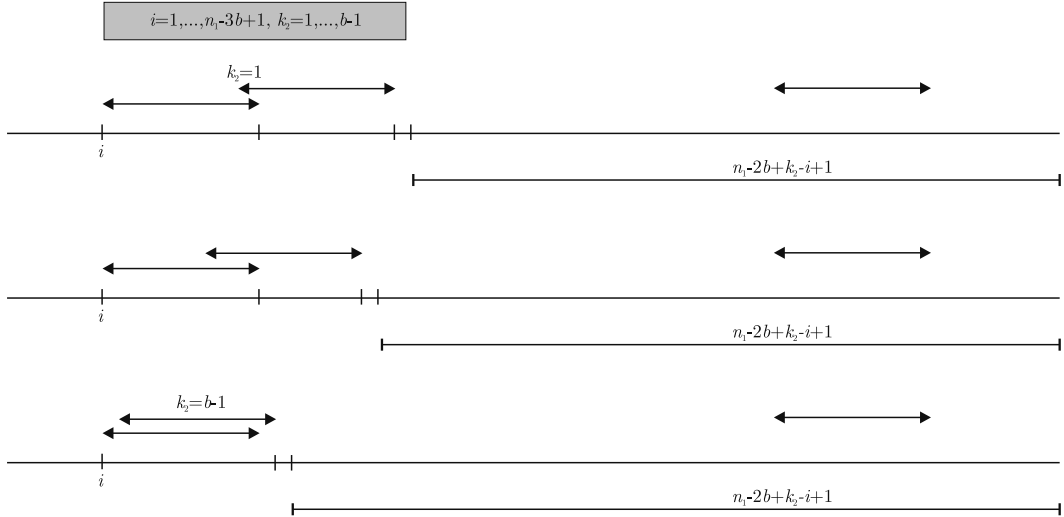 i=1,...,n₁-3b+1, k₂=1,...,b-1
k₂=1
i
n₁-2b+k₂-i+1
i
n₁-2b+k₂-i+1
k₂=b-1
i
n₁-2b+k₂-i+1